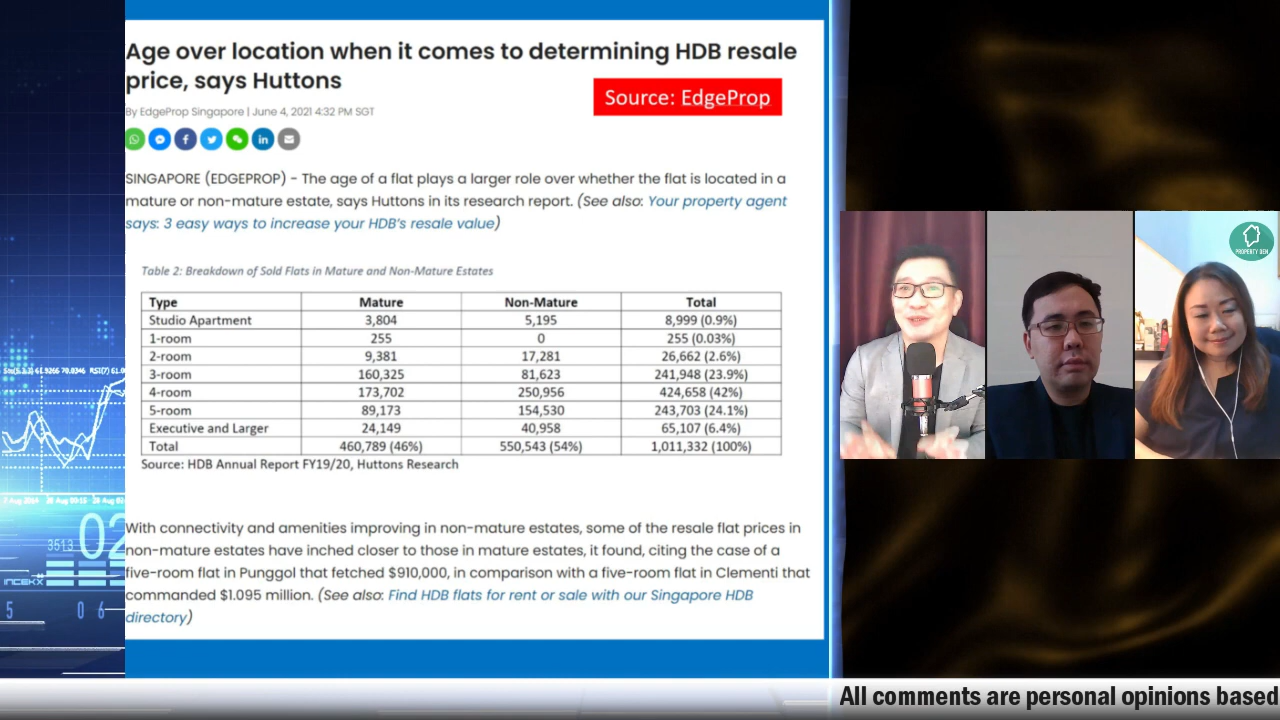 Age over location when it comes to determining HDB resale
price, says Huttons
Source: EdgeProp
By EdgeProp Singapore | June 4, 2021 4:32 PM SGT
SINGAPORE (EDGEPROP) - The age of a flat plays a larger role over whether the flat is located in a
mature or non-mature estate, says Huttons in its research report. (See also: Your property agent
says: 3 easy ways to increase your HDB's resale value)
Table 2: Breakdown of Sold Flats in Mature and Non-Mature Estates
Type Mature Non-Mature Total
Studio Apartment 3,804 5,195 8,999 (0.9%)
1-room 255 0 255 (0.03%)
2-room 9,381 17,281 26,662 (2.6%)
3-room 160,325 81,623 241,948 (23.9%)
4-room 173,702 250,956 424,658 (42%)
5-room 89,173 154,530 243,703 (24.1%)
Executive and Larger 24,149 40,958 65,107 (6.4%)
Total 460,789 (46%) 550,543 (54%) 1,011,332 (100%)
Source: HDB Annual Report FY19/20, Huttons Research
With connectivity and amenities improving in non-mature estates, some of the resale flat prices in
non-mature estates have inched closer to those in mature estates, it found, citing the case of a
five-room flat in Punggol that fetched $910,000, in comparison with a five-room flat in Clementi that
commanded $1.095 million. (See also: Find HDB flats for rent or sale with our Singapore HDB
directory)
PROPERTY DEN
3513
02
5 0 6
All comments are personal opinions based